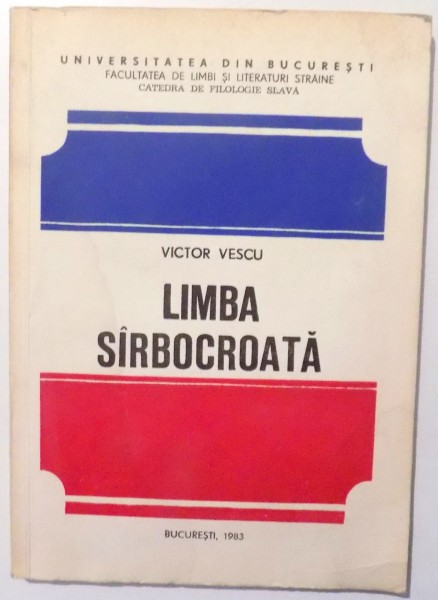 UNIVERSITATEA DIN BUCUREŞTI
FACULTATEA DE LIMBI ŞI LITERATURI STRĂINE
CATEDRA DE FILOLOGIE SLAVĂ
VICTOR VESCU
LIMBA
SÎRBOCROATĂ
BUCUREŞTI, 1983